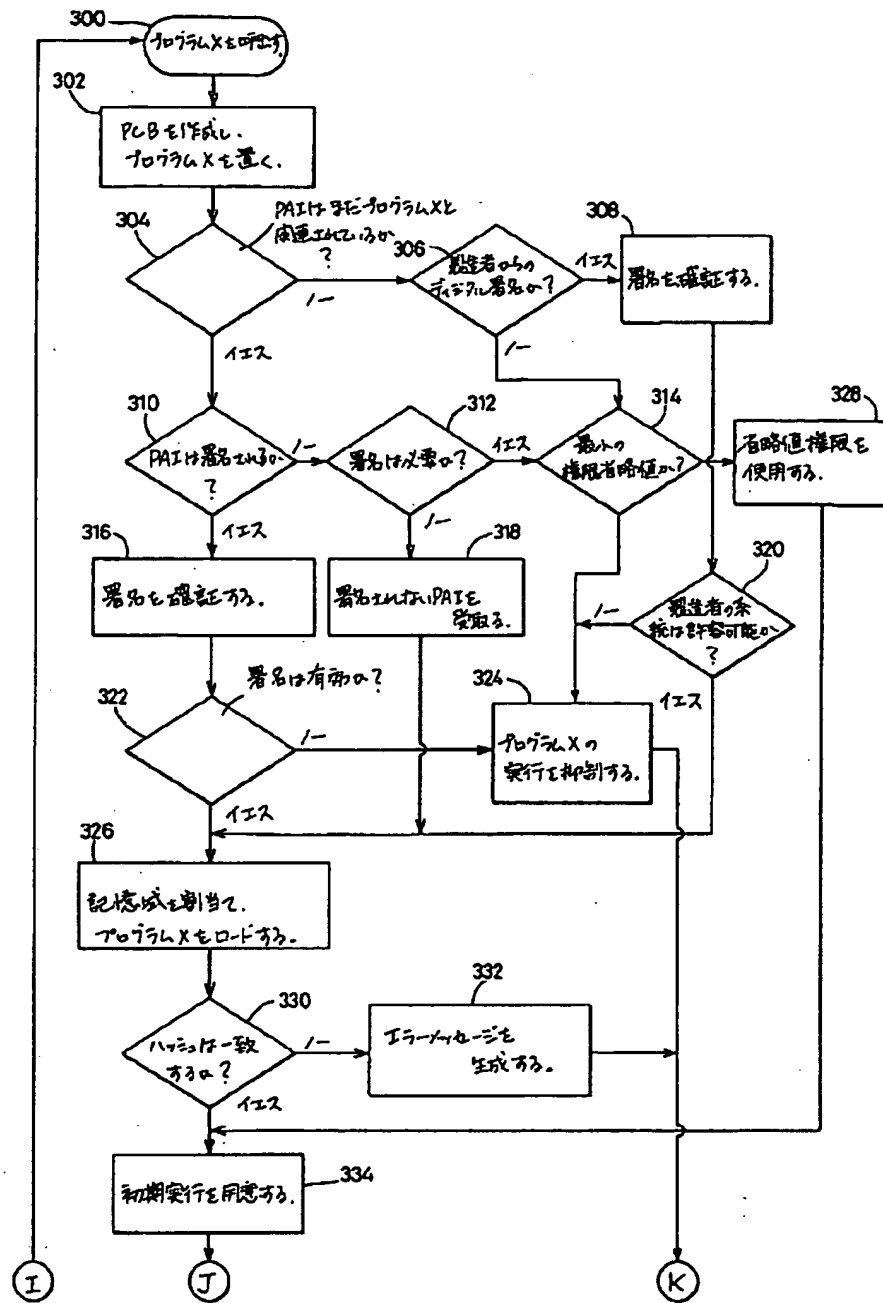 300
プログラムXを呼出す。
302
PCBを作成し、
プログラムXを置く。
304
PAIはまだプログラムXと
関連されているか
?
306
製造者からの
ディジタル署名か?
イエス
308
署名を確証する。
ノー
イエス
ノー
310
PAIは署名されるか
?
ノー
312
署名は必要か?
イエス
314
最小の
権限省略値か?
328
省略値権限を
使用する。
イエス
316
署名を確証する。
ノー
318
署名されないPAIを
受取る。
320
製造者の系
統は許容可能か
?
ノー
イエス
322
署名は有効か?
ノー
324
プログラムXの
実行を抑制する。
イエス
326
記憶域を割当て、
プログラムXをロードする。
330
ハッシュは一致
するか?
ノー
332
エラーメッセージを
生成する。
イエス
334
初期実行を用意する。
I
J
K